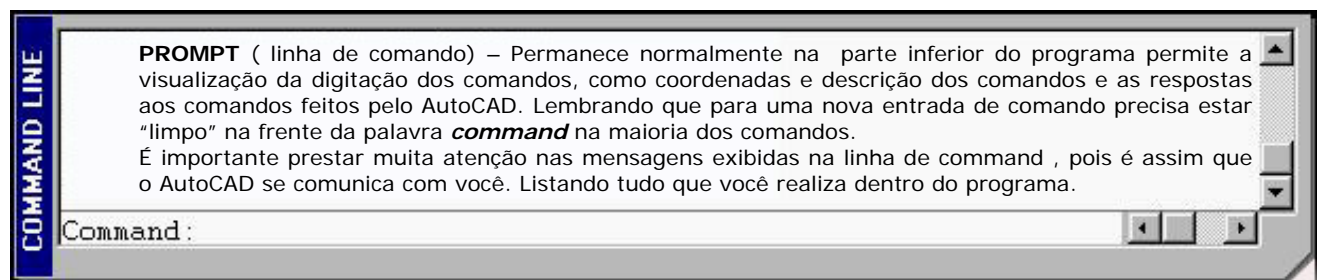 COMMAND LINE
PROMPT ( linha de comando) – Permanece normalmente na parte inferior do programa permite a
visualização da digitação dos comandos, como coordenadas e descrição dos comandos e as respostas
aos comandos feitos pelo AutoCAD. Lembrando que para uma nova entrada de comando precisa estar
“limpo” na frente da palavra command na maioria dos comandos.
É importante prestar muita atenção nas mensagens exibidas na linha de command , pois é assim que
o AutoCAD se comunica com você. Listando tudo que você realiza dentro do programa.
Command: